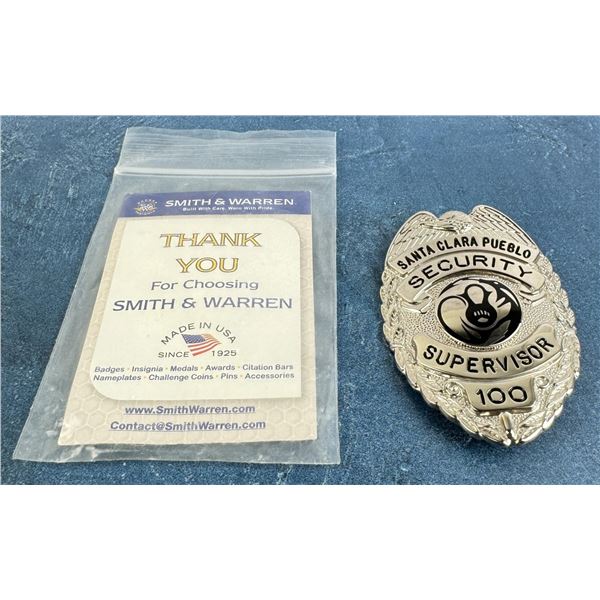 SMITH & WARREN
Built With Care, Worn With Pride.
THANK
YOU
For Choosing
SMITH & WARREN
MADE IN USA
SINCE 1925
Badges • Insignia • Medals • Awards • Citation Bars
Nameplates • Challenge Coins • Pins • Accessories
www.SmithWarren.com
Contact@SmithWarren.com
SANTA CLARA PUEBLO
SECURITY
SUPERVISOR
100